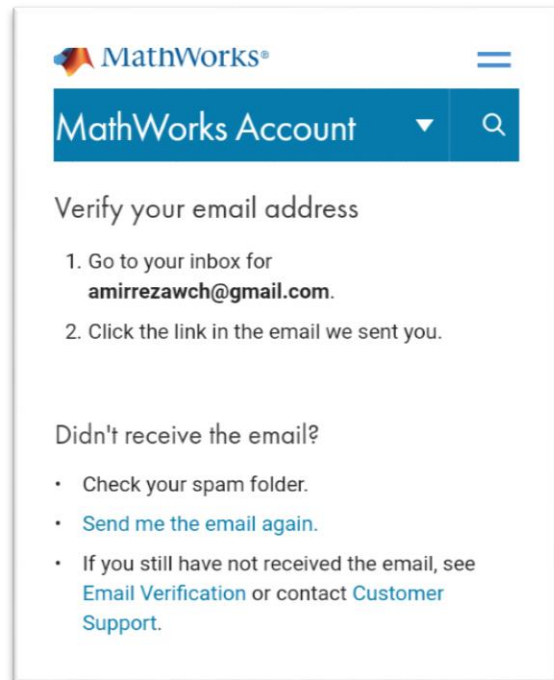 MathWorks®
MathWorks Account
Verify your email address
1. Go to your inbox for
amirrezawch@gmail.com.
2. Click the link in the email we sent you.
Didn't receive the email?
• Check your spam folder.
• Send me the email again.
• If you still have not received the email, see
Email Verification or contact Customer
Support.